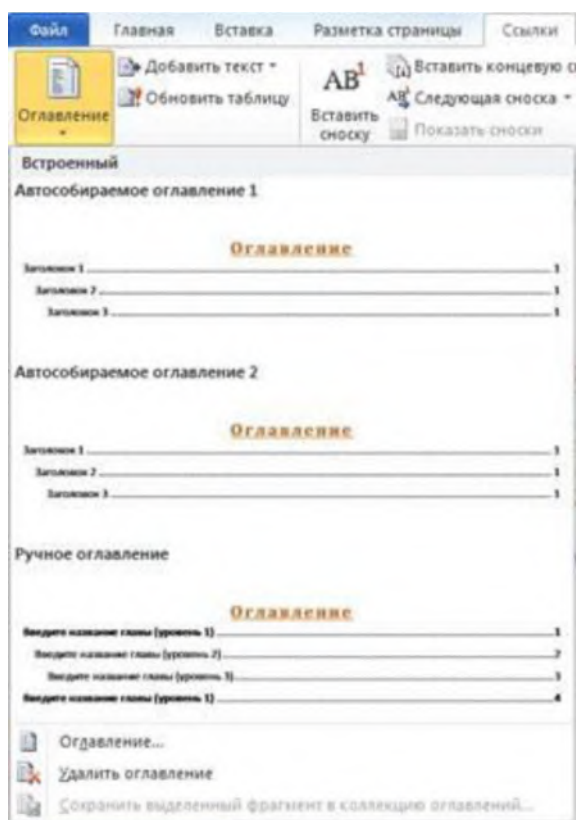 Файл Главная Вставка Разметка страницы Ссылки
Оглавление
Добавить текст
Обновить таблицу
AB1
Вставить сноску
Вставить концевую с
Следующая сноска
Показать сноски
Встроенный
Автособираемое оглавление 1
Оглавление
Заголовок 1 1
Заголовок 2 1
Заголовок 3 1
Автособираемое оглавление 2
Оглавление
Заголовок 1 1
Заголовок 2 1
Заголовок 3 1
Ручное оглавление
Оглавление
Введите название главы (уровень 1) 1
Введите название главы (уровень 2) 2
Введите название главы (уровень 3) 3
Введите название главы (уровень 1) 4
Оглавление...
Удалить оглавление
Сохранить выделенный фрагмент в коллекцию оглавлений...